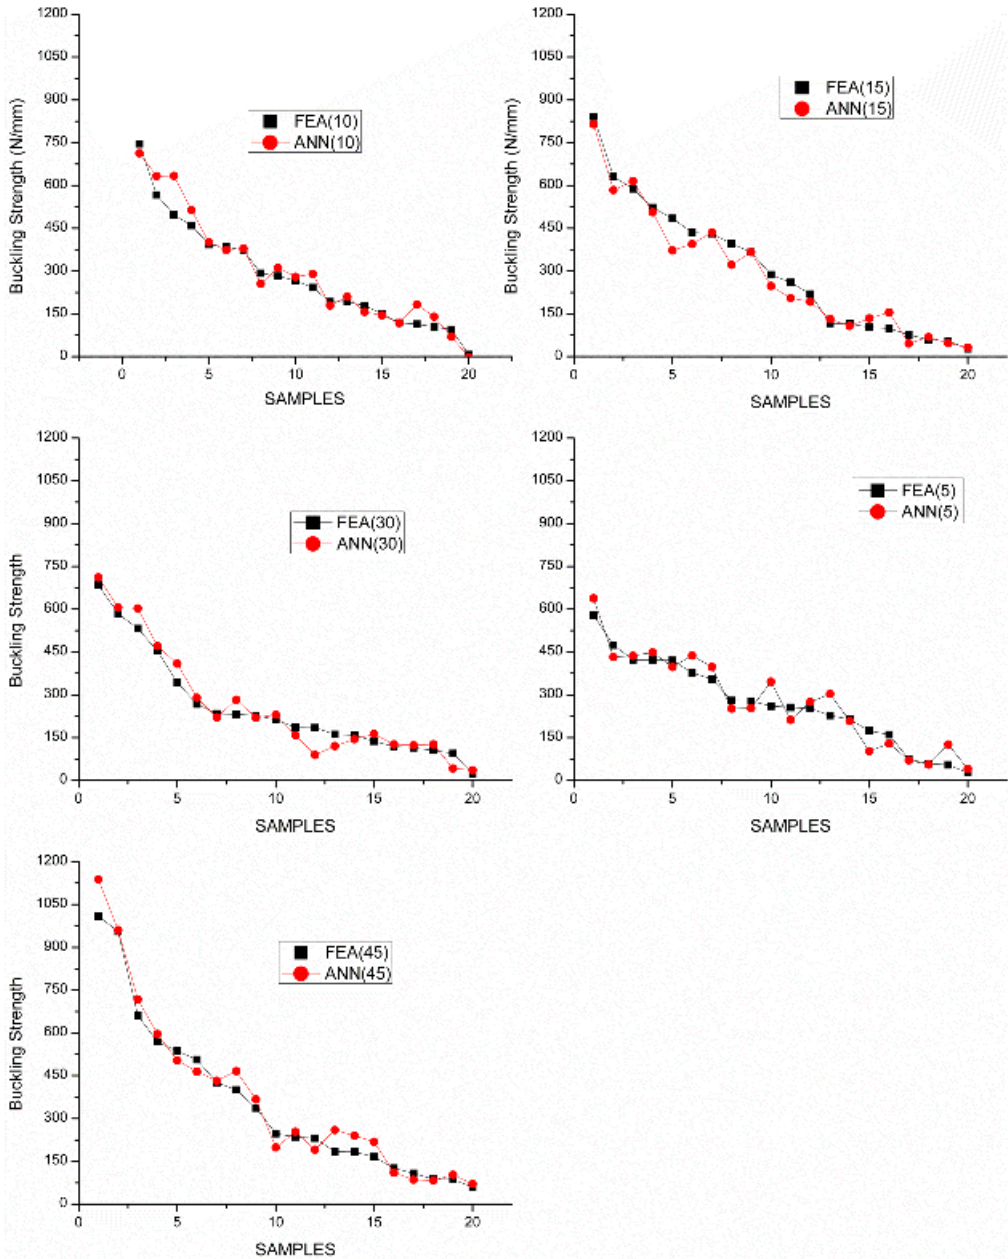 1200
1050
900
750
600
450
300
150
0
Buckling Strength (N/mm)
FEA(10)
ANN(10)
0 5 10 15 20
SAMPLES
1200
1050
900
750
600
450
300
150
0
Buckling Strength (N/mm)
FEA(15)
ANN(15)
0 5 10 15 20
SAMPLES
1200
1050
900
750
600
450
300
150
0
Buckling Strength
FEA(30)
ANN(30)
0 5 10 15 20
SAMPLES
1200
1050
900
750
600
450
300
150
0
FEA(5)
ANN(5)
0 5 10 15 20
SAMPLES
1200
1050
900
750
600
450
300
150
0
Buckling Strength
FEA(45)
ANN(45)
0 5 10 15 20
SAMPLES